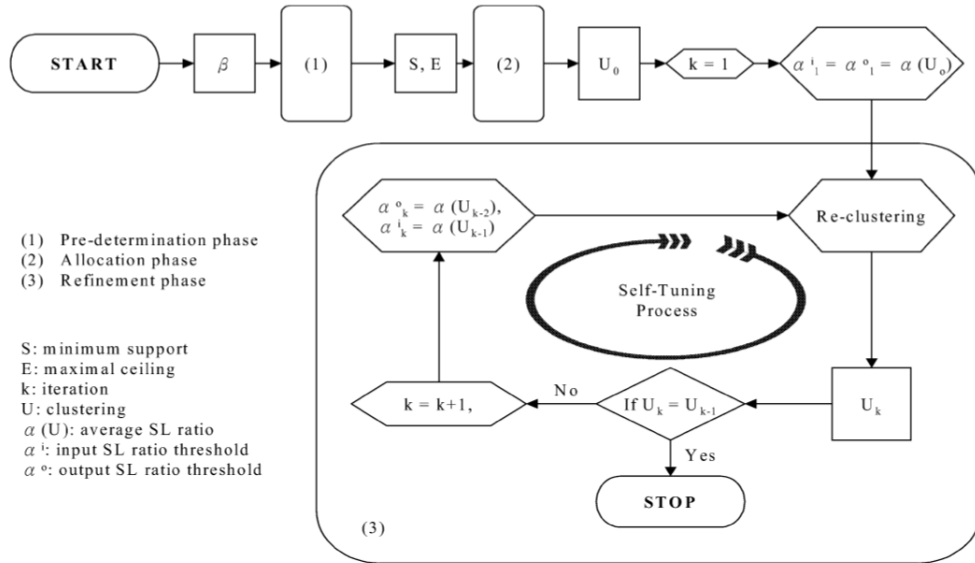 START
β
(1)
S, E
(2)
U₀
k = 1
α ⁱ₁ = α ᵒ₁ = α (Uₒ)
α ᵒₖ = α (Uₖ₋₂),
α ⁱₖ = α (Uₖ₋₁)
Re-clustering
(1) Pre-determination phase
(2) Allocation phase
(3) Refinement phase
Self-Tuning
Process
S: minimum support
E: maximal ceiling
k: iteration
U: clustering
α (U): average SL ratio
α ⁱ: input SL ratio threshold
α ᵒ: output SL ratio threshold
k = k+1,
No
If Uₖ = Uₖ₋₁
Uₖ
Yes
STOP
(3)